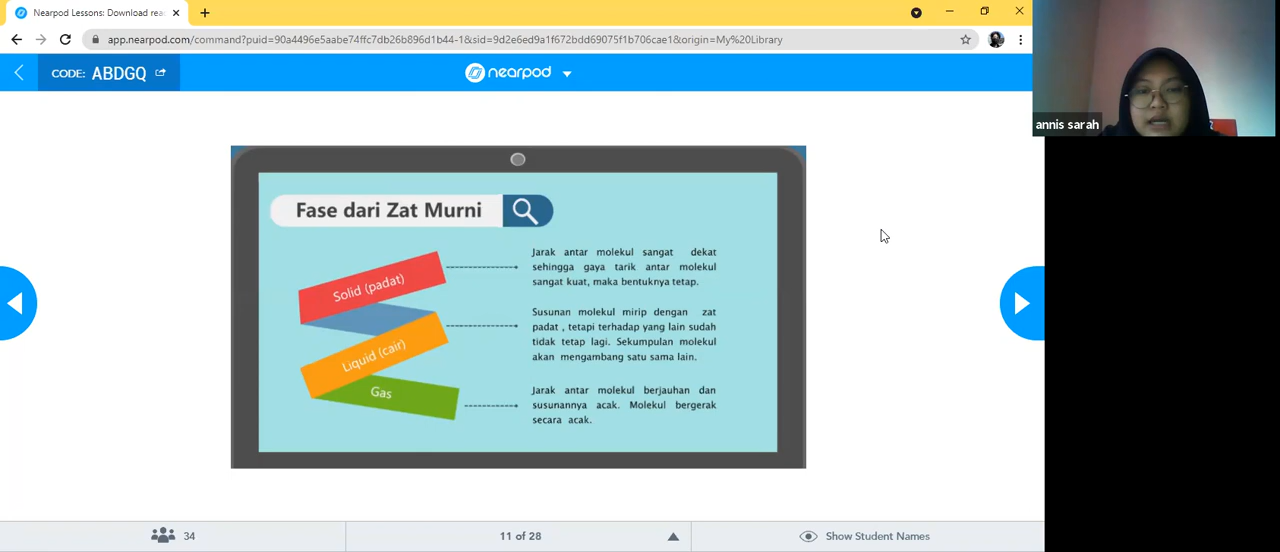 Nearpod Lessons: Download rea
app.nearpod.com/command?puid=90a4496e5aabe74ffc7db26b896d1b44-1&sid=9d2e6ed9a1f672bdd69075f1b706cae1&origin=My%20Library
CODE: ABDGQ
nearpod
annis sarah
Fase dari Zat Murni
Solid (padat)
Jarak antar molekul sangat dekat
sehingga gaya tarik antar molekul
sangat kuat, maka bentuknya tetap.
Liquid (cair)
Susunan molekul mirip dengan zat
padat , tetapi terhadap yang lain sudah
tidak tetap lagi. Sekumpulan molekul
akan mengambang satu sama lain.
Gas
Jarak antar molekul berjauhan dan
susunannya acak. Molekul bergerak
secara acak.
34
11 of 28
Show Student Names